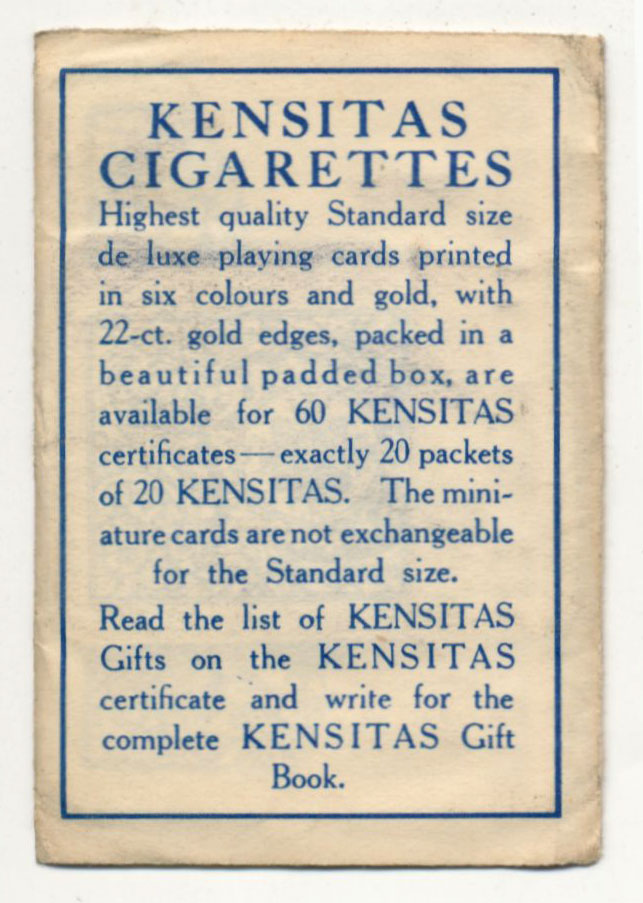 KENSITAS
CIGARETTES
Highest quality Standard size
de luxe playing cards printed
in six colours and gold, with
22-ct. gold edges, packed in a
beautiful padded box, are
available for 60 KENSITAS
certificates—exactly 20 packets
of 20 KENSITAS. The mini-
ature cards are not exchangeable
for the Standard size.
Read the list of KENSITAS
Gifts on the KENSITAS
certificate and write for the
complete KENSITAS Gift
Book.